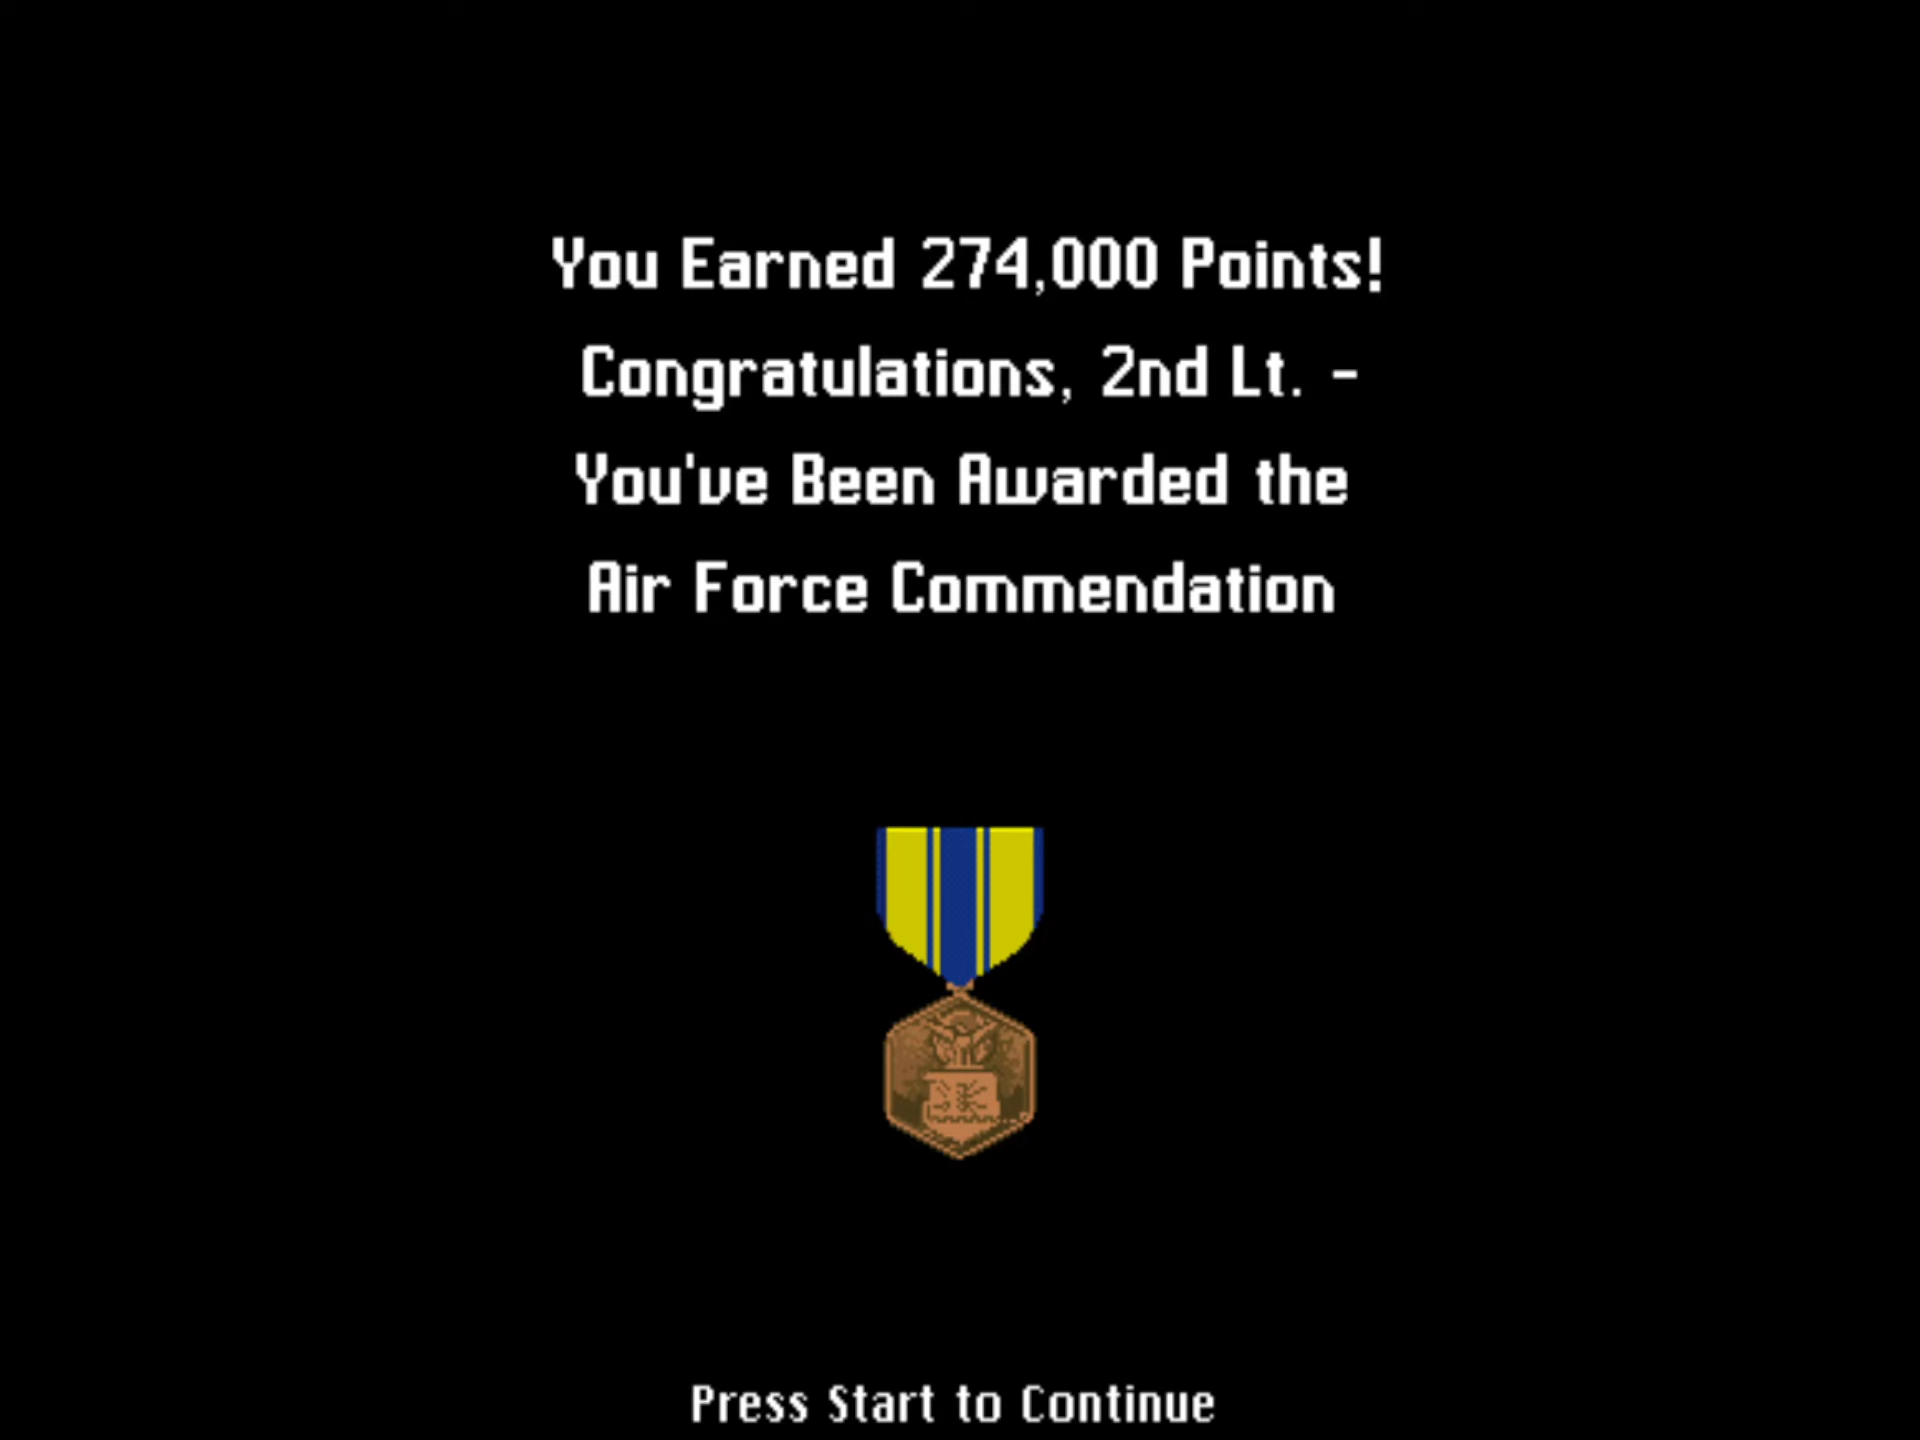 You Earned 274,000 Points!
Congratulations, 2nd Lt. -
You've Been Awarded the
Air Force Commendation
Press Start to Continue